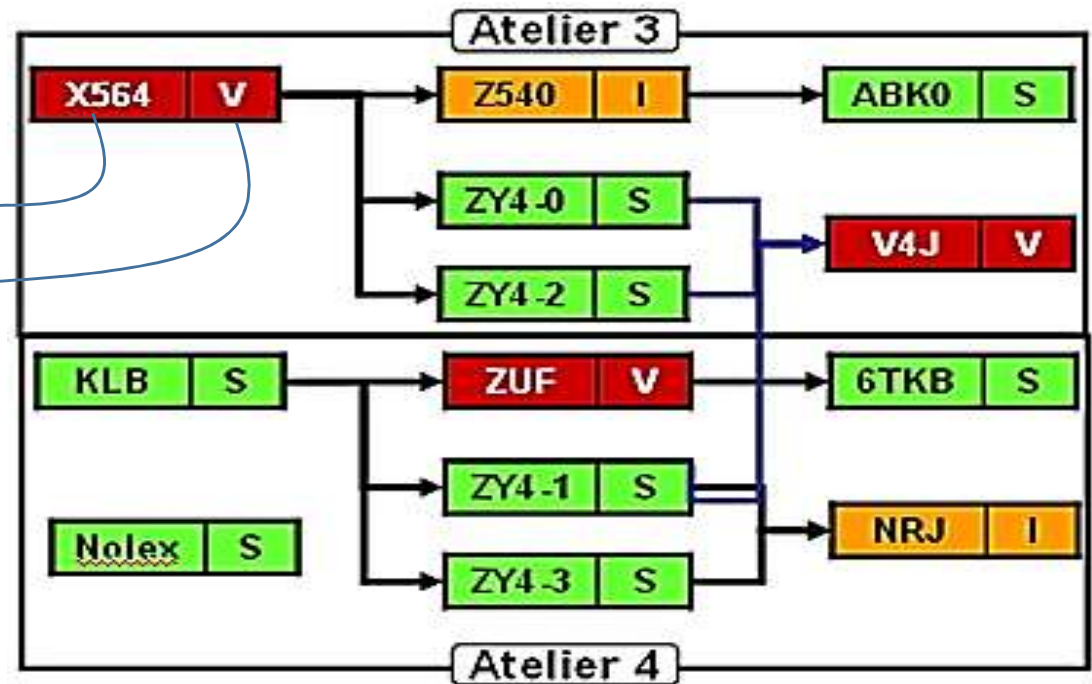 Atelier 3
X564 V Z540 I ABK0 S
ZY4-0 S
V4J V
ZY4-2 S
KLB S ZUF V 6TKB S
ZY4-1 S
Nolex S NRJ I
ZY4-3 S
Atelier 4